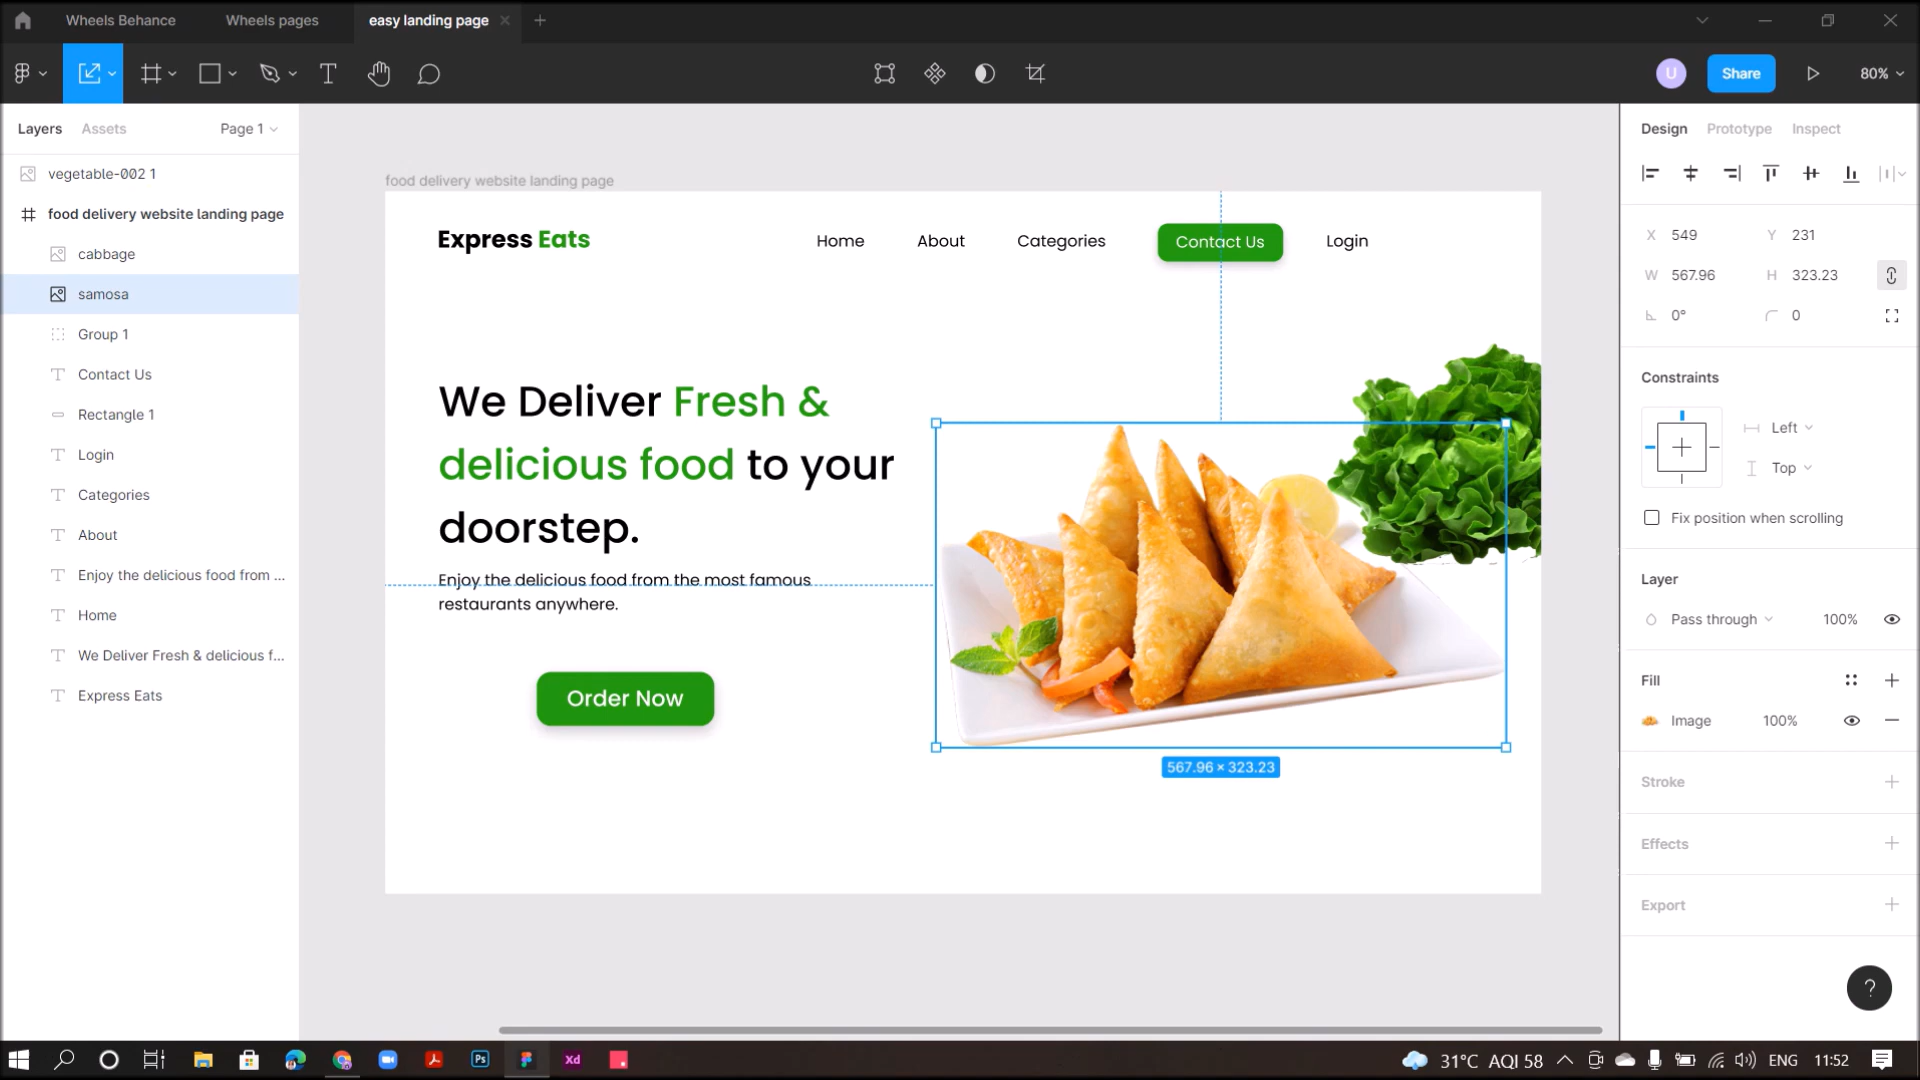 Wheels Behance
Wheels pages
easy landing page
Share
U
80%
Layers
Assets
Page 1
vegetable-002 1
food delivery website landing page
cabbage
samosa
Group 1
Contact Us
Rectangle 1
Login
Categories
About
Enjoy the delicious food from ...
Home
We Deliver Fresh & delicious f...
Express Eats
food delivery website landing page
Express Eats
Home
About
Categories
Contact Us
Login
We Deliver Fresh &
delicious food to your
doorstep.
Enjoy the delicious food from the most famous
restaurants anywhere.
Order Now
567.96 × 323.23
Design
Prototype
Inspect
X 549
Y 231
W 567.96
H 323.23
0°
0
Constraints
Left
Top
Fix position when scrolling
Layer
Pass through
100%
Fill
Image
100%
Stroke
Effects
Export
?
Ps
Xd
31°C AQI 58
ENG
11:52